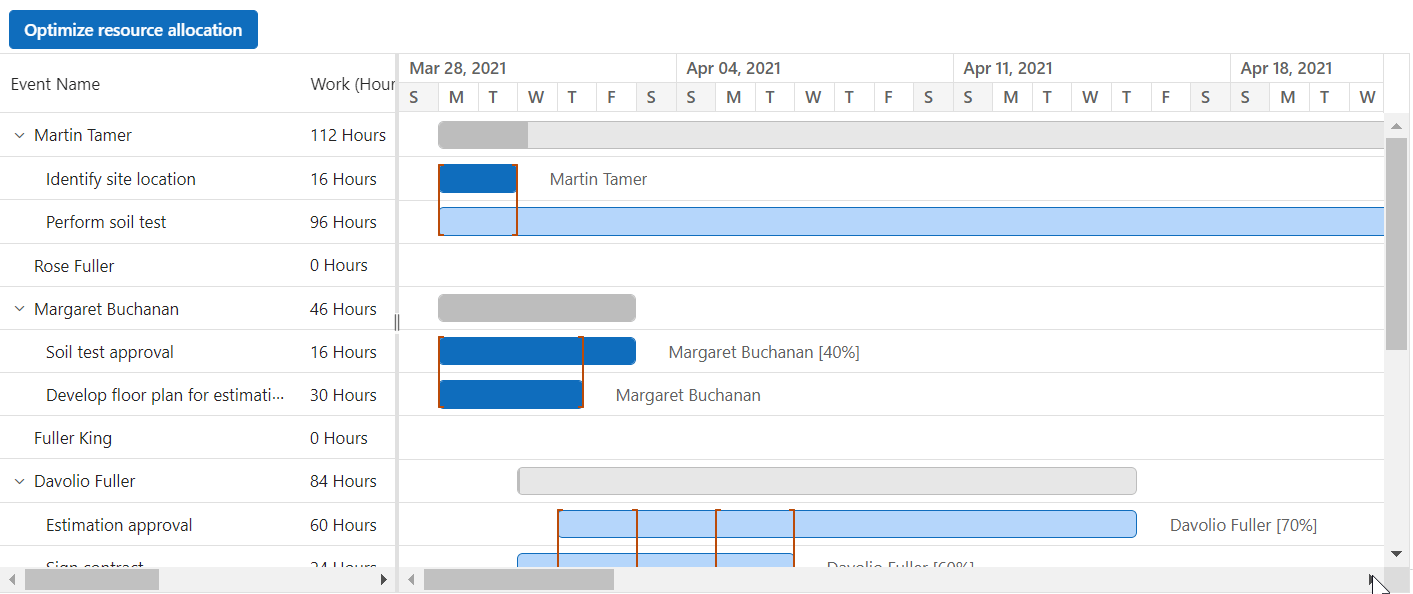 Optimize resource allocation
Event Name Work (Hour Mar 28, 2021 Apr 04, 2021 Apr 11, 2021 Apr 18, 2021
S M T W T F S S M T W T F S S M T W T F S S M T W
Martin Tamer 112 Hours
Identify site location 16 Hours Martin Tamer
Perform soil test 96 Hours
Rose Fuller 0 Hours
Margaret Buchanan 46 Hours
Soil test approval 16 Hours Margaret Buchanan [40%]
Develop floor plan for estimati... 30 Hours Margaret Buchanan
Fuller King 0 Hours
Davolio Fuller 84 Hours
Estimation approval 60 Hours Davolio Fuller [70%]
Sign contract 24 Hours Davolio Fuller [60%]